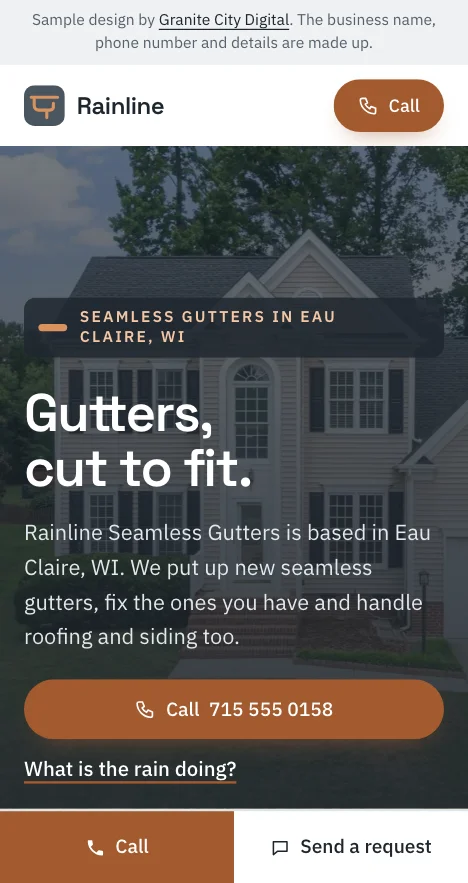 Sample design by Granite City Digital. The business name,
phone number and details are made up.
Rainline
Call
SEAMLESS GUTTERS IN EAU
CLAIRE, WI
Gutters,
cut to fit.
Rainline Seamless Gutters is based in Eau
Claire, WI. We put up new seamless
gutters, fix the ones you have and handle
roofing and siding too.
Call 715 555 0158
What is the rain doing?
Call
Send a request